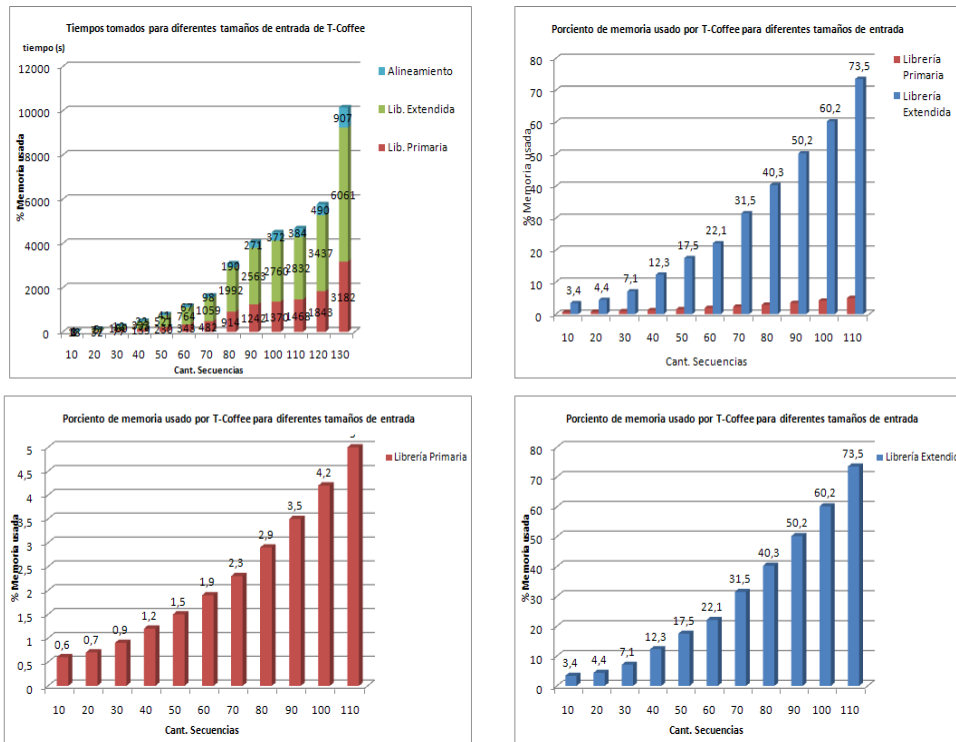 Tiempos tomados para diferentes tamaños de entrada de T-Coffee
tiempo (s)
12000
10000
8000
6000
4000
2000
0
% Memoria usada
Alineamiento
Lib. Extendida
Lib. Primaria
907
6061
3182
490
3437
1843
384
2832
1468
372
2760
1370
271
2563
1242
190
1992
914
98
1059
482
67
764
343
10 20 30 40 50 60 70 80 90 100 110 120 130
Cant. Secuencias
Porciento de memoria usado por T-Coffee para diferentes tamaños de entrada
80
70
60
50
40
30
20
10
0
% Memoria usada
Librería Primaria
Librería Extendida
3,4 4,4 7,1 12,3 17,5 22,1 31,5 40,3 50,2 60,2 73,5
10 20 30 40 50 60 70 80 90 100 110
Cant. Secuencias
Porciento de memoria usado por T-Coffee para diferentes tamaños de entrada
5
4,5
4
3,5
3
2,5
2
1,5
1
0,5
0
% Memoria usada
Librería Primaria
0,6 0,7 0,9 1,2 1,5 1,9 2,3 2,9 3,5 4,2
10 20 30 40 50 60 70 80 90 100 110
Cant. Secuencias
Porciento de memoria usado por T-Coffee para diferentes tamaños de entrada
80
70
60
50
40
30
20
10
0
% Memoria usada
Librería Extendid
3,4 4,4 7,1 12,3 17,5 22,1 31,5 40,3 50,2 60,2 73,5
10 20 30 40 50 60 70 80 90 100 110
Cant. Secuencias